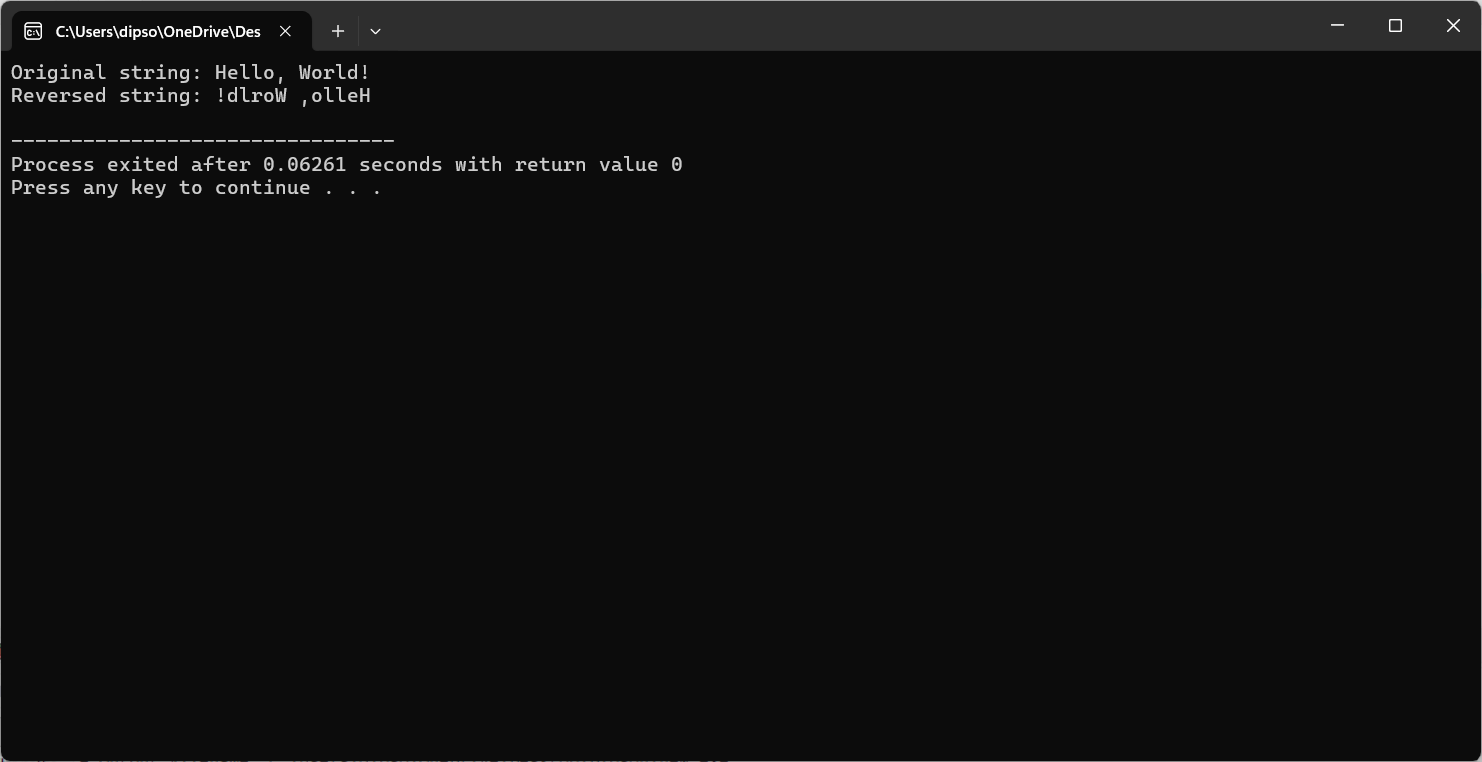 C:\Users\dipso\OneDrive\Des
Original string: Hello, World!
Reversed string: !dlroW ,olleH
--------------------------------
Process exited after 0.06261 seconds with return value 0
Press any key to continue . . .